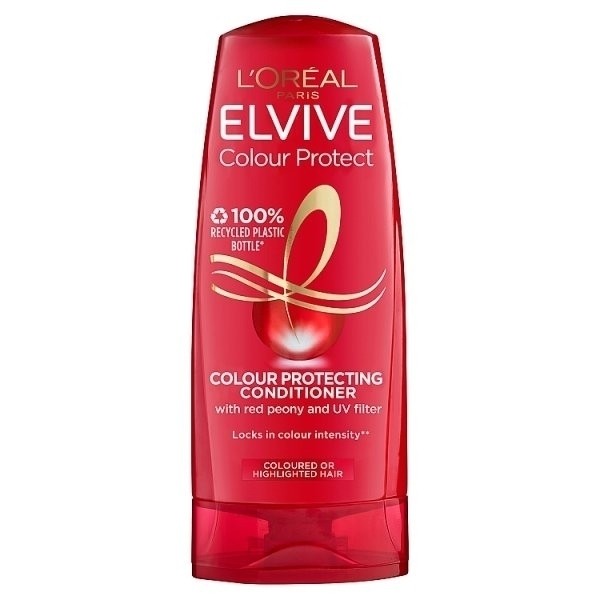 L'ORÉAL
PARIS
ELVIVE
Colour Protect
100%
RECYCLED PLASTIC
BOTTLE*
COLOUR PROTECTING
CONDITIONER
with red peony and UV filter
Locks in colour intensity**
COLOURED OR
HIGHLIGHTED HAIR